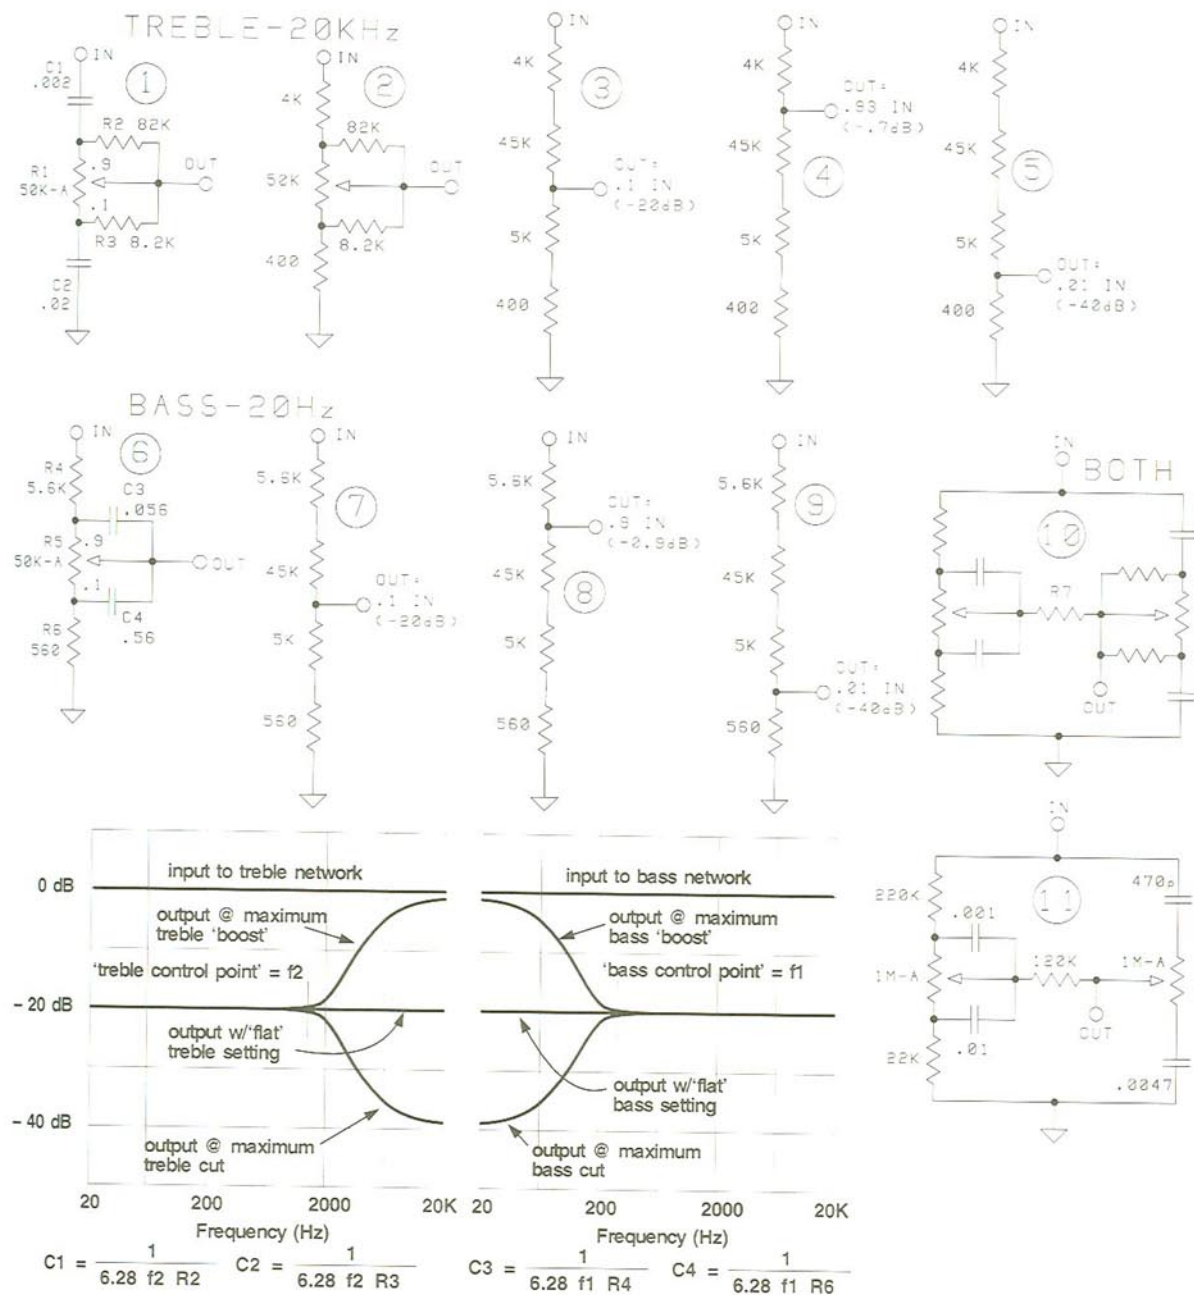 TREBLE-20KHz
IN
C1
.002
1
R2 82K
.9
R1
50K-A
OUT
.1
R3 8.2K
C2
.02
IN
2
4K
82K
50K
OUT
8.2K
400
3
4K
45K
OUT=
.1 IN
(-20dB)
5K
400
IN
4K
OUT=
.93 IN
(-.7dB)
45K
4
5K
400
IN
4K
45K
5
5K
OUT=
.01 IN
(-40dB)
400
BASS-20Hz
IN
6
R4
5.6K
C3
.056
R5
50K-A
.9
OUT
.1
C4
.56
R6
560
IN
5.6K
7
45K
OUT=
.1 IN
(-20dB)
5K
560
IN
5.6K
OUT=
.9 IN
(-0.9dB)
45K
8
5K
560
IN
5.6K
9
45K
5K
OUT=
.01 IN
(-40dB)
560
IN
BOTH
10
R7
OUT
IN
220K
.001
11
470p
1M-A
120K
1M-A
OUT
.01
22K
.0047
0 dB
input to treble network
input to bass network
output @ maximum
treble 'boost'
output @ maximum
bass 'boost'
'treble control point' = f2
'bass control point' = f1
- 20 dB
output w/'flat'
treble setting
output w/'flat'
bass setting
- 40 dB
output @ maximum
treble cut
output @ maximum
bass cut
20 200 2000 20K 20 200 2000 20K
Frequency (Hz) Frequency (Hz)
C1 = 1 / 6.28 f2 R2 C2 = 1 / 6.28 f2 R3 C3 = 1 / 6.28 f1 R4 C4 = 1 / 6.28 f1 R6